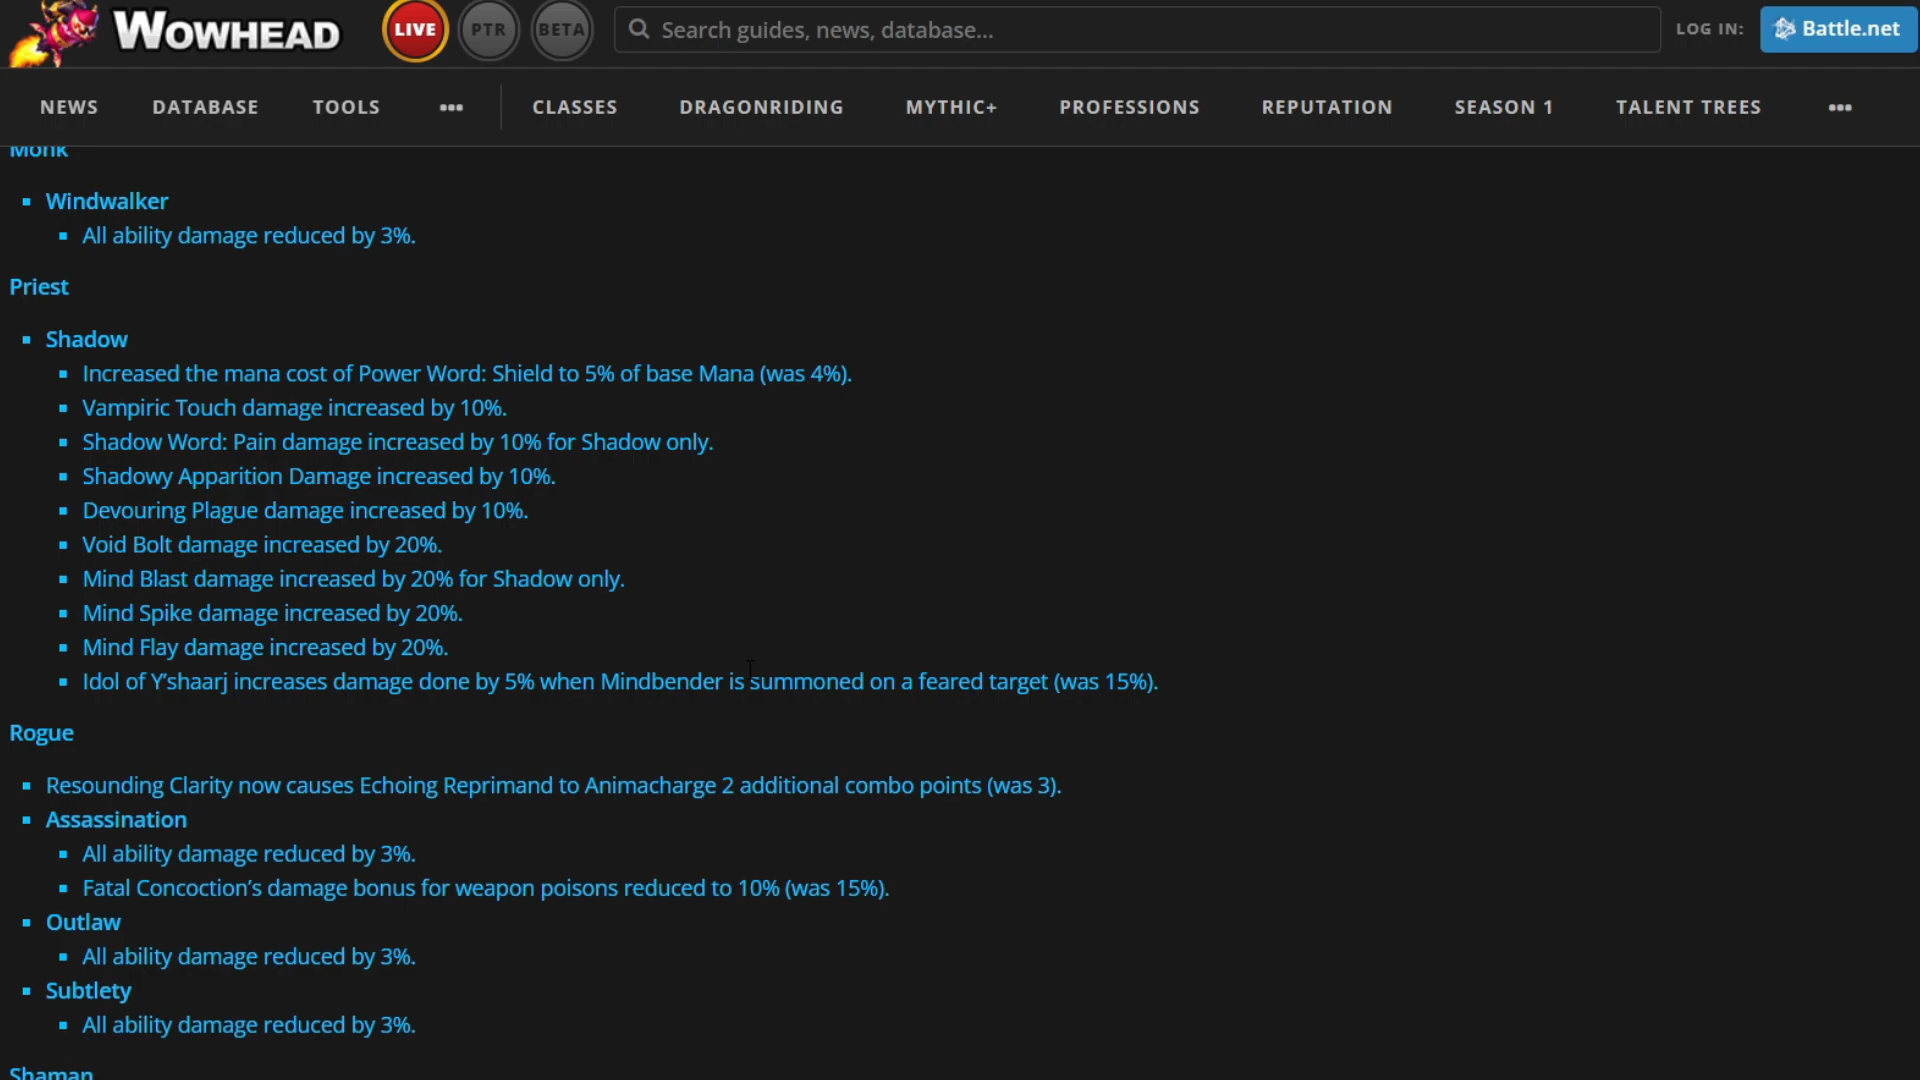 WOWHEAD
LIVE
PTR
BETA
Search guides, news, database...
LOG IN:
Battle.net
NEWS
DATABASE
TOOLS
•••
CLASSES
DRAGONRIDING
MYTHIC+
PROFESSIONS
REPUTATION
SEASON 1
TALENT TREES
•••
Monk
▪ Windwalker
▪ All ability damage reduced by 3%.
Priest
▪ Shadow
▪ Increased the mana cost of Power Word: Shield to 5% of base Mana (was 4%).
▪ Vampiric Touch damage increased by 10%.
▪ Shadow Word: Pain damage increased by 10% for Shadow only.
▪ Shadowy Apparition Damage increased by 10%.
▪ Devouring Plague damage increased by 10%.
▪ Void Bolt damage increased by 20%.
▪ Mind Blast damage increased by 20% for Shadow only.
▪ Mind Spike damage increased by 20%.
▪ Mind Flay damage increased by 20%.
▪ Idol of Y’shaarj increases damage done by 5% when Mindbender is summoned on a feared target (was 15%).
Rogue
▪ Resounding Clarity now causes Echoing Reprimand to Animacharge 2 additional combo points (was 3).
▪ Assassination
▪ All ability damage reduced by 3%.
▪ Fatal Concoction’s damage bonus for weapon poisons reduced to 10% (was 15%).
▪ Outlaw
▪ All ability damage reduced by 3%.
▪ Subtlety
▪ All ability damage reduced by 3%.
Shaman